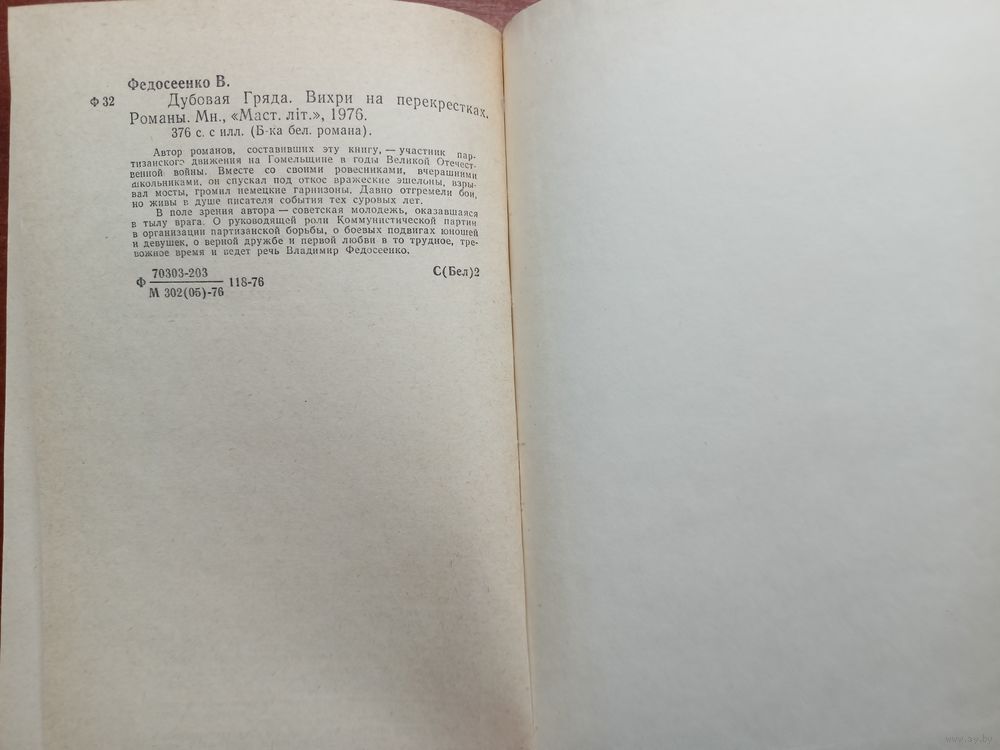 Федосеенко В.
Ф 32 Дубовая Гряда. Вихри на перекрестках.
Романы. Мн., «Маст. літ.», 1976.
376 с. с илл. (Б-ка бел. романа).
Автор романов, составивших эту книгу, — участник пар-
тизанского движения на Гомельщине в годы Великой Отечест-
венной войны. Вместе со своими ровесниками, вчерашними
школьниками, он спускал под откос вражеские эшелоны, взры-
вал мосты, громил немецкие гарнизоны. Давно отгремели бои,
но живы в душе писателя события тех суровых лет.
В поле зрения автора — советская молодежь, оказавшаяся
в тылу врага. О руководящей роли Коммунистической партии
в организации партизанской борьбы, о боевых подвигах юношей
и девушек, о верной дружбе и первой любви в то трудное, тре-
вожное время и ведет речь Владимир Федосеенко.
70303-203 С(Бел)2
Ф 118-76
М 302(05)-76
www.ay.by